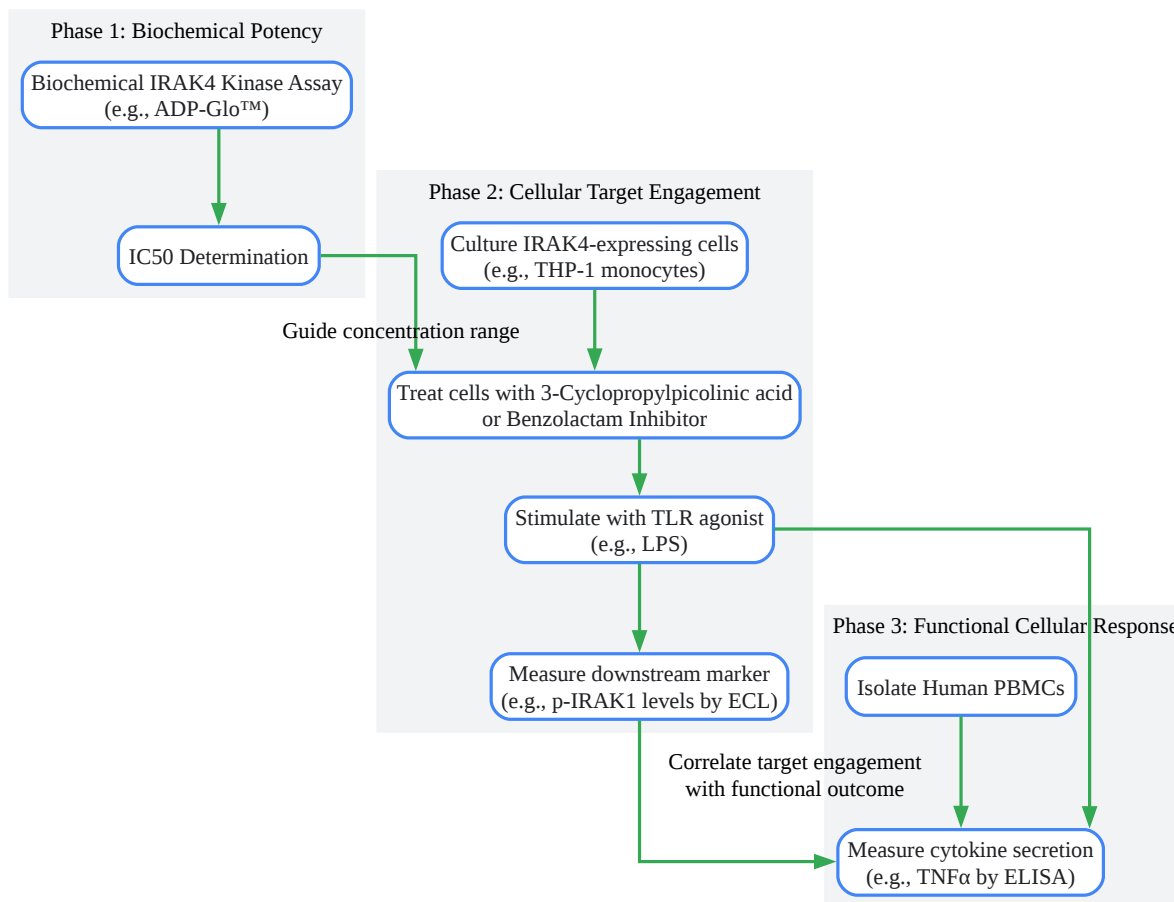 Phase 1: Biochemical Potency
Biochemical IRAK4 Kinase Assay
(e.g., ADP-Glo™)
IC50 Determination
Guide concentration range
Phase 2: Cellular Target Engagement
Culture IRAK4-expressing cells
(e.g., THP-1 monocytes)
Treat cells with 3-Cyclopropylpicolinic acid
or Benzolactam Inhibitor
Stimulate with TLR agonist
(e.g., LPS)
Measure downstream marker
(e.g., p-IRAK1 levels by ECL)
Correlate target engagement
with functional outcome
Phase 3: Functional Cellular Response
Isolate Human PBMCs
Measure cytokine secretion
(e.g., TNFα by ELISA)